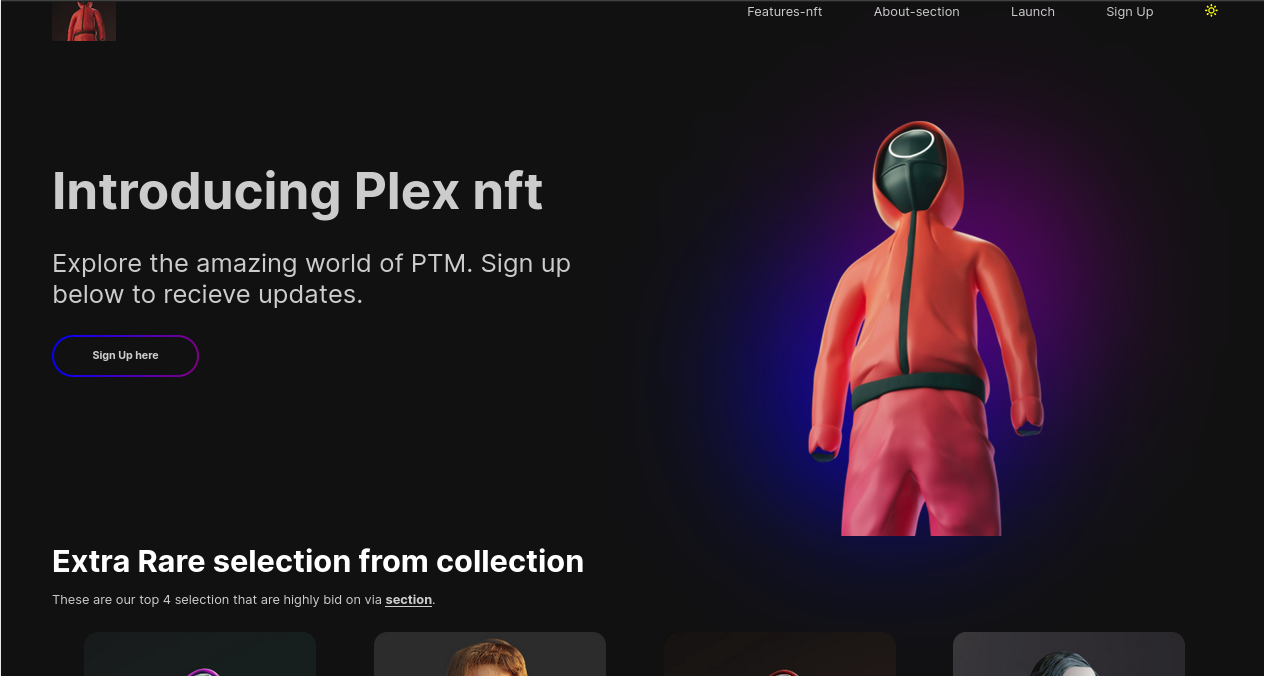 Features-nft About-section Launch Sign Up
Introducing Plex nft
Explore the amazing world of PTM. Sign up
below to recieve updates.
Sign Up here
Extra Rare selection from collection
These are our top 4 selection that are highly bid on via section.